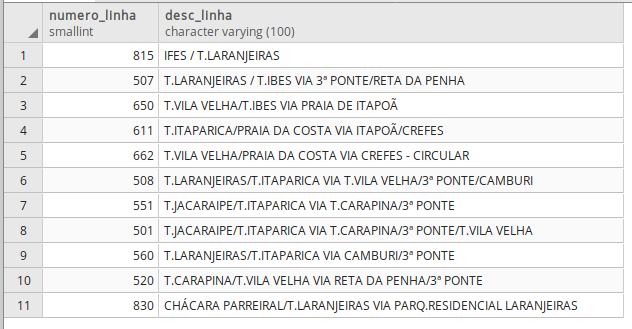 numero_linha desc_linha
smallint character varying (100)
1 815 IFES / T.LARANJEIRAS
2 507 T.LARANJEIRAS / T.IBES VIA 3ª PONTE/RETA DA PENHA
3 650 T.VILA VELHA/T.IBES VIA PRAIA DE ITAPOÃ
4 611 T.ITAPARICA/PRAIA DA COSTA VIA ITAPOÃ/CREFES
5 662 T.VILA VELHA/PRAIA DA COSTA VIA CREFES - CIRCULAR
6 508 T.LARANJEIRAS/T.ITAPARICA VIA T.VILA VELHA/3ª PONTE/CAMBURI
7 551 T.JACARAIPE/T.ITAPARICA VIA T.CARAPINA/3ª PONTE
8 501 T.JACARAIPE/T.ITAPARICA VIA T.CARAPINA/3ª PONTE/T.VILA VELHA
9 560 T.LARANJEIRAS/T.ITAPARICA VIA CAMBURI/3ª PONTE
10 520 T.CARAPINA/T.VILA VELHA VIA RETA DA PENHA/3ª PONTE
11 830 CHÁCARA PARREIRAL/T.LARANJEIRAS VIA PARQ.RESIDENCIAL LARANJEIRAS